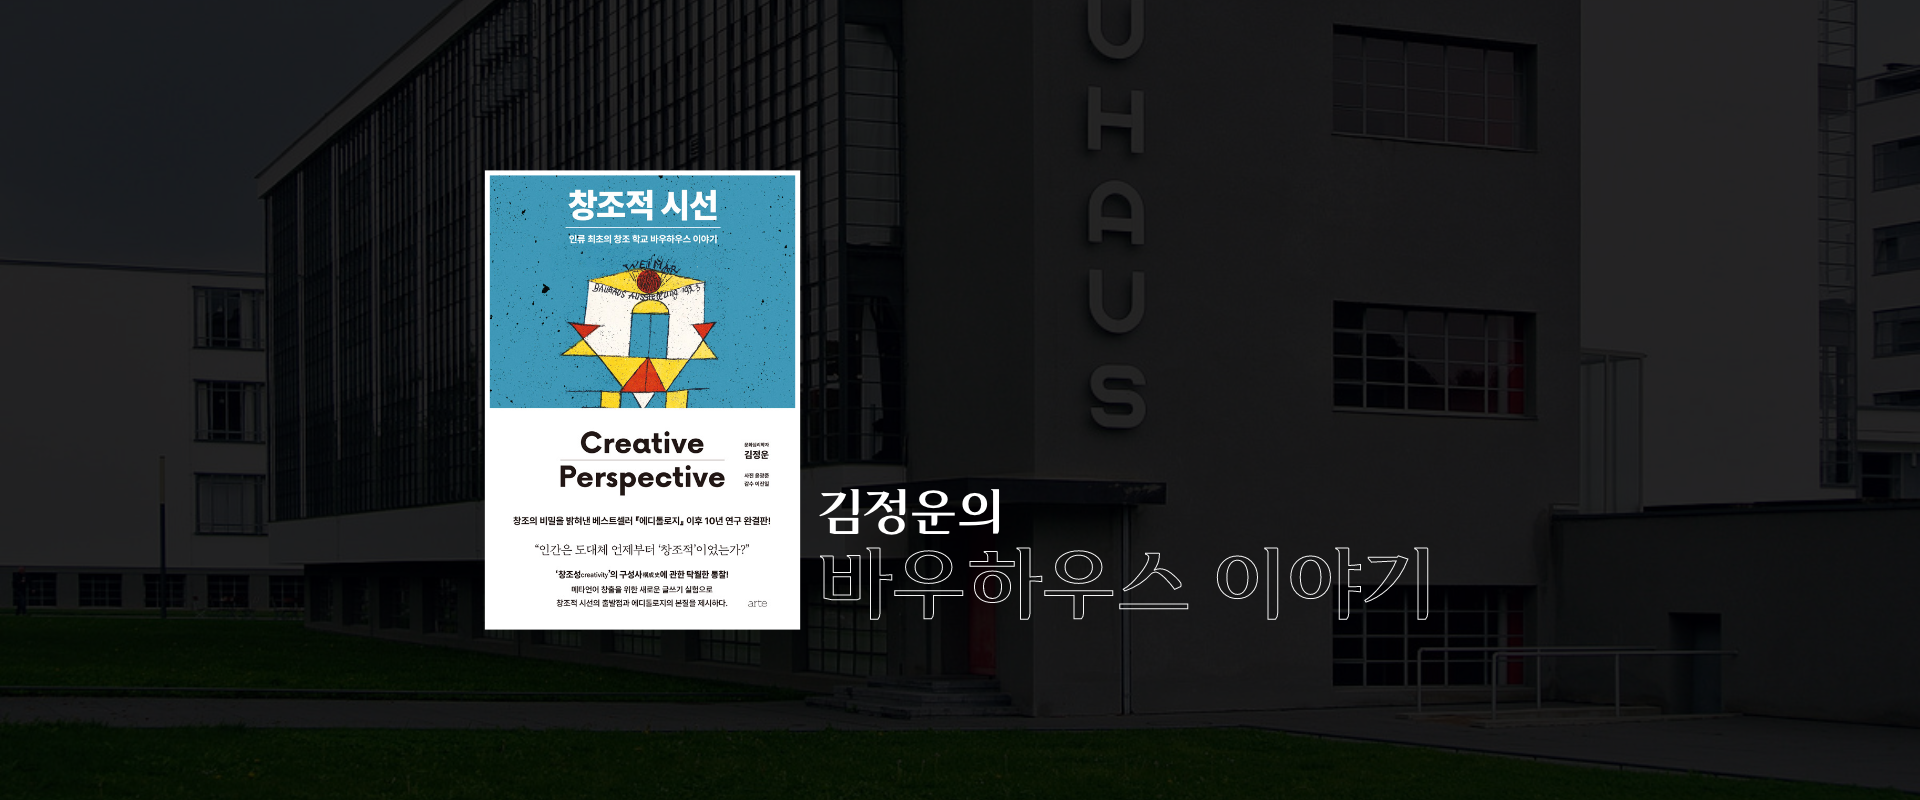 UHAUS
창조적 시선
인류 최초의 창조 학교 바우하우스 이야기
WEIMAR
BAUHAUS AUSSTELLUNG
Creative
Perspective
문화심리학자
김정운
사진 윤광준
감수 이진일
창조의 비밀을 밝혀낸 베스트셀러 『에디톨로지』 이후 10년 연구 완결판!
“인간은 도대체 언제부터 ‘창조적’이었는가?”
‘창조성creativity’의 구성사構成史에 관한 탁월한 통찰!
메타언어 창출을 위한 새로운 글쓰기 실험으로
창조적 시선의 출발점과 에디톨로지의 본질을 제시하다.
arte
김정운의
바우하우스 이야기